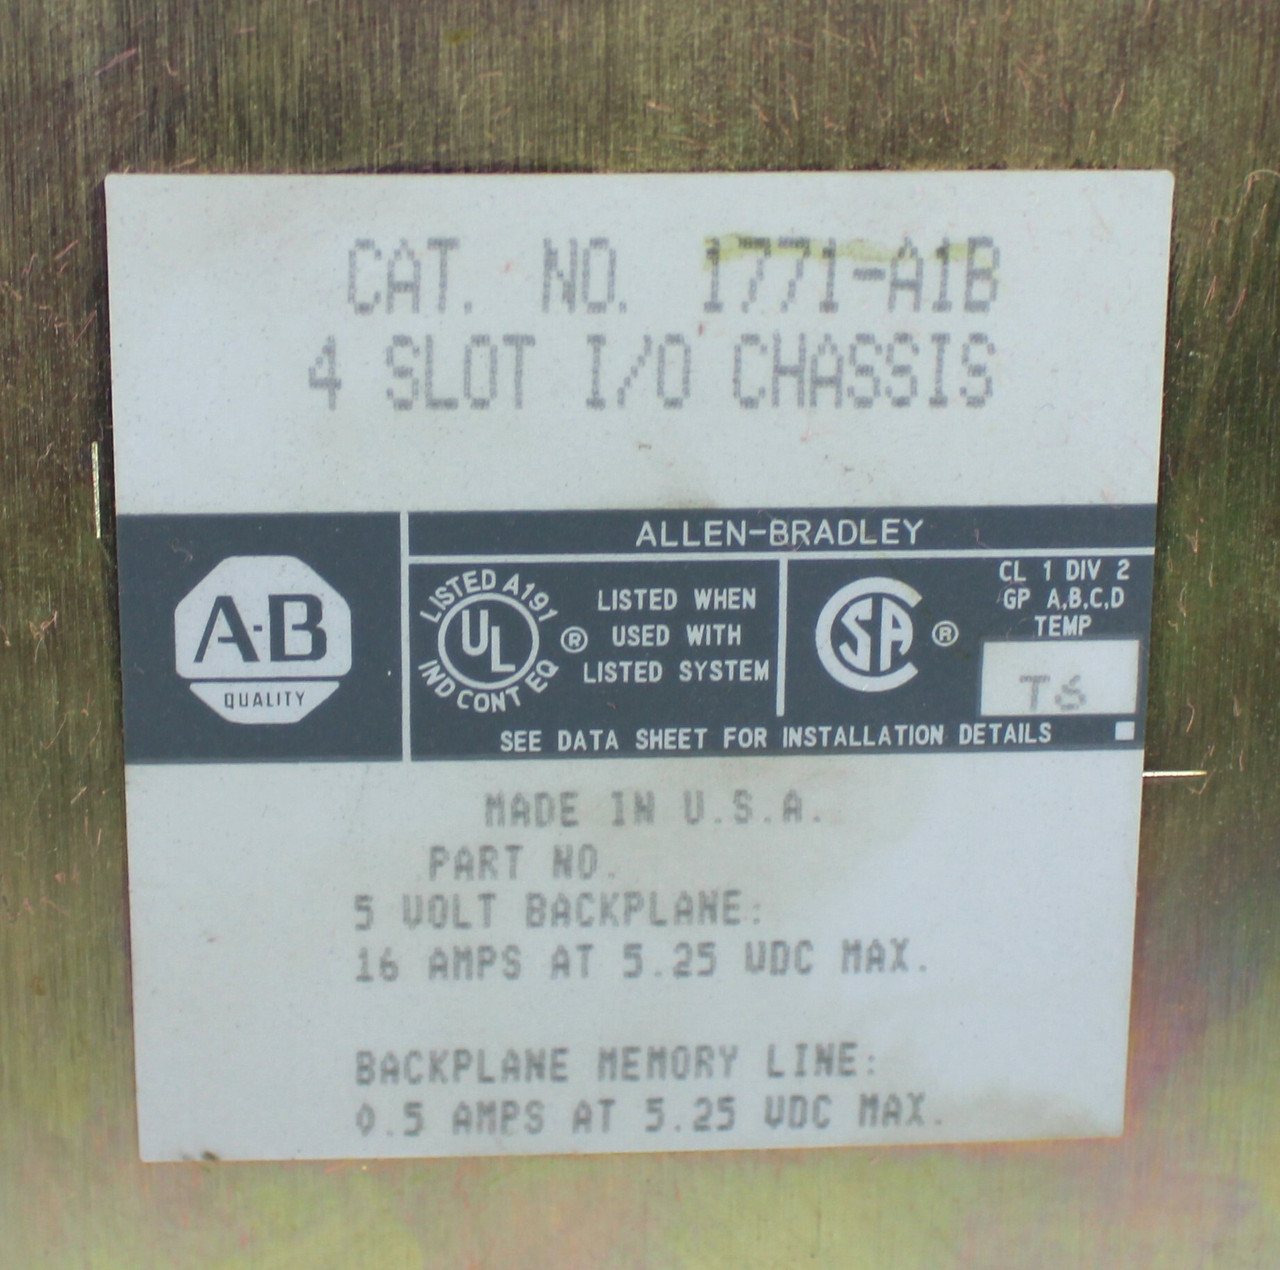 CAT. NO. 1771-A1B
4 SLOT I/O CHASSIS
ALLEN-BRADLEY
A-B
QUALITY
LISTED A191
UL
IND CONT EQ
®
LISTED WHEN
USED WITH
LISTED SYSTEM
CSA
®
CL 1 DIV 2
GP A,B,C,D
TEMP
T6
SEE DATA SHEET FOR INSTALLATION DETAILS
MADE IN U.S.A.
PART NO.
5 VOLT BACKPLANE:
16 AMPS AT 5.25 VDC MAX.
BACKPLANE MEMORY LINE:
0.5 AMPS AT 5.25 VDC MAX.